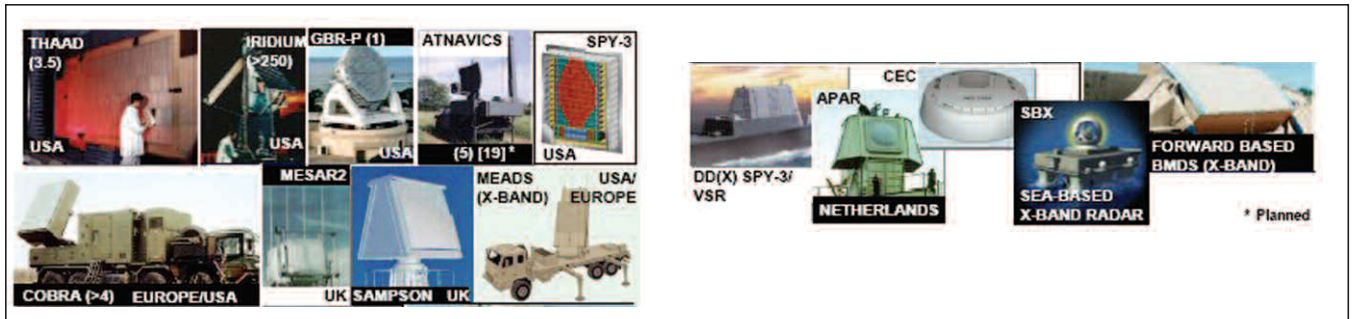 THAAD
(3.5)
USA
IRIDIUM
(>250)
USA
GBR-P (1)
USA
ATNAVICS
(5) [19] *
SPY-3
USA
COBRA (>4) EUROPE/USA
MESAR2
UK
SAMPSON UK
MEADS USA/
(X-BAND) EUROPE
DD(X) SPY-3/
VSR
APAR
NETHERLANDS
CEC
SBX
SEA-BASED
X-BAND RADAR
FORWARD BASED
BMDS (X-BAND)
* Planned